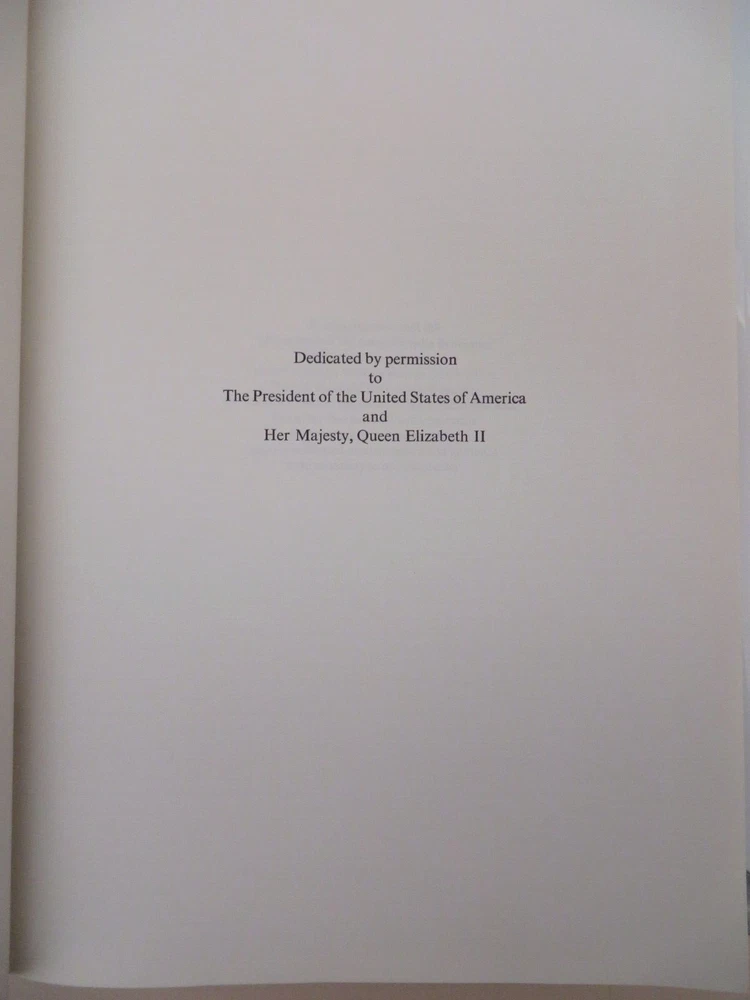 Dedicated by permission
to
The President of the United States of America
and
Her Majesty, Queen Elizabeth II